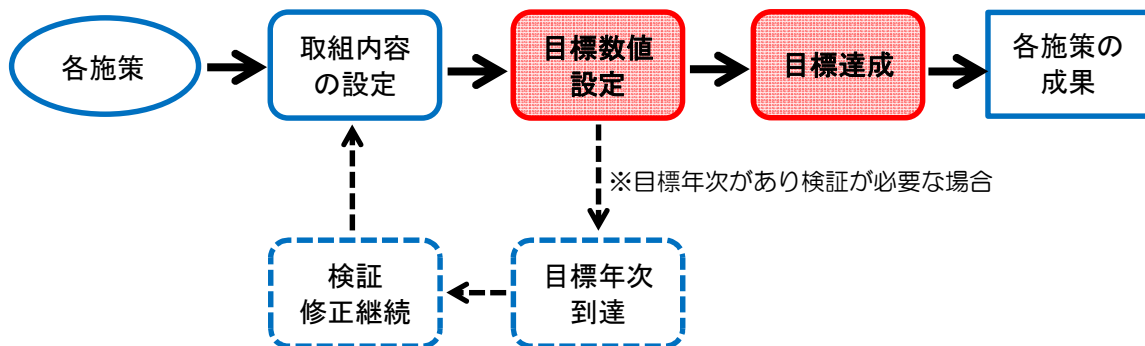 各施策
取組内容
の設定
目標数値
設定
目標達成
各施策の
成果
※目標年次があり検証が必要な場合
検証
修正継続
目標年次
到達